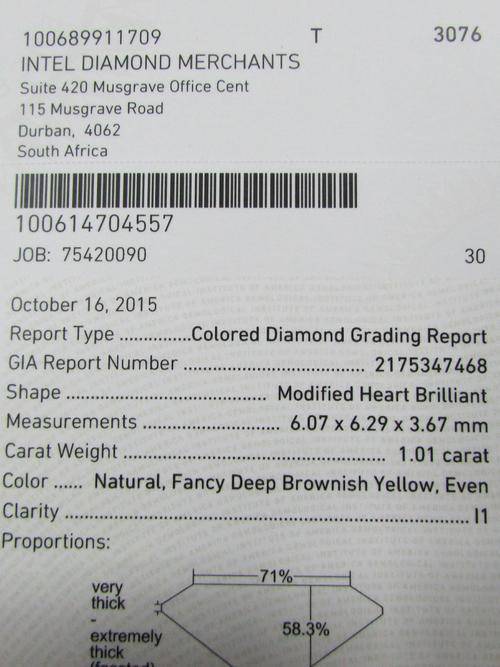 100689911709 T 3076
INTEL DIAMOND MERCHANTS
Suite 420 Musgrave Office Cent
115 Musgrave Road
Durban, 4062
South Africa
100614704557
JOB: 75420090 30
October 16, 2015
Report Type ...............Colored Diamond Grading Report
GIA Report Number ...................................... 2175347468
Shape ............................................ Modified Heart Brilliant
Measurements .............................. 6.07 x 6.29 x 3.67 mm
Carat Weight ......................................................... 1.01 carat
Color ...... Natural, Fancy Deep Brownish Yellow, Even
Clarity .................................................................................. I1
Proportions:
71%
very
thick
-
extremely
thick
(faceted)
58.3%